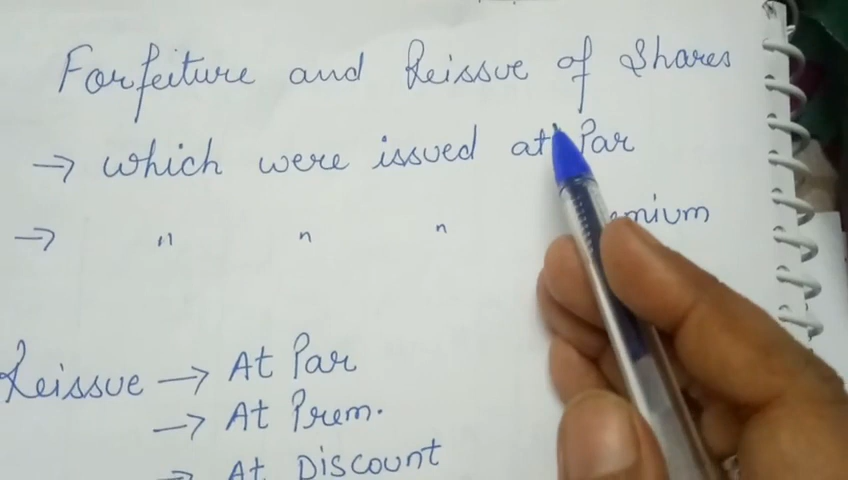 Forfeiture and Reissue of Shares
→ which were issued at Par
→ " " "
Reissue → At Par
→ At Prem.
→ At Discount